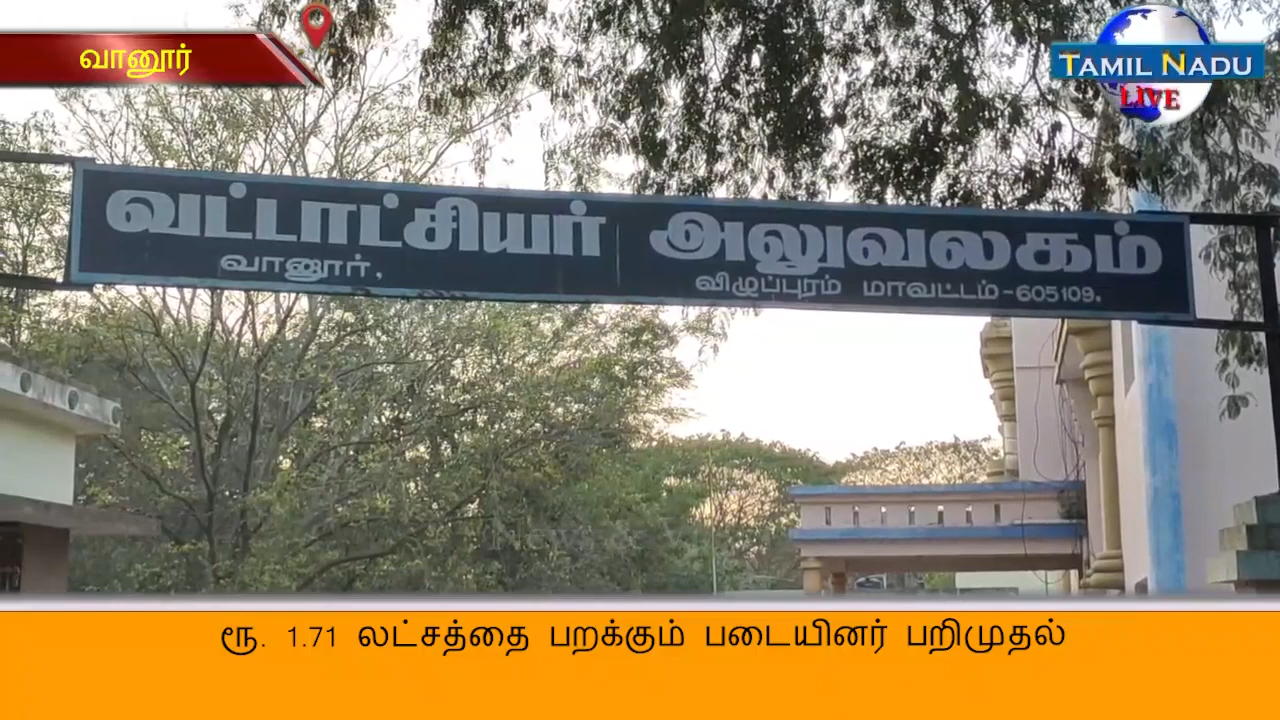 வானூர்
TAMIL NADU
LIVE
வட்டாட்சியர் அலுவலகம்
வானூர்,
விழுப்புரம் மாவட்டம்-605109.
ரூ. 1.71 லட்சத்தை பறக்கும் படையினர் பறிமுதல்